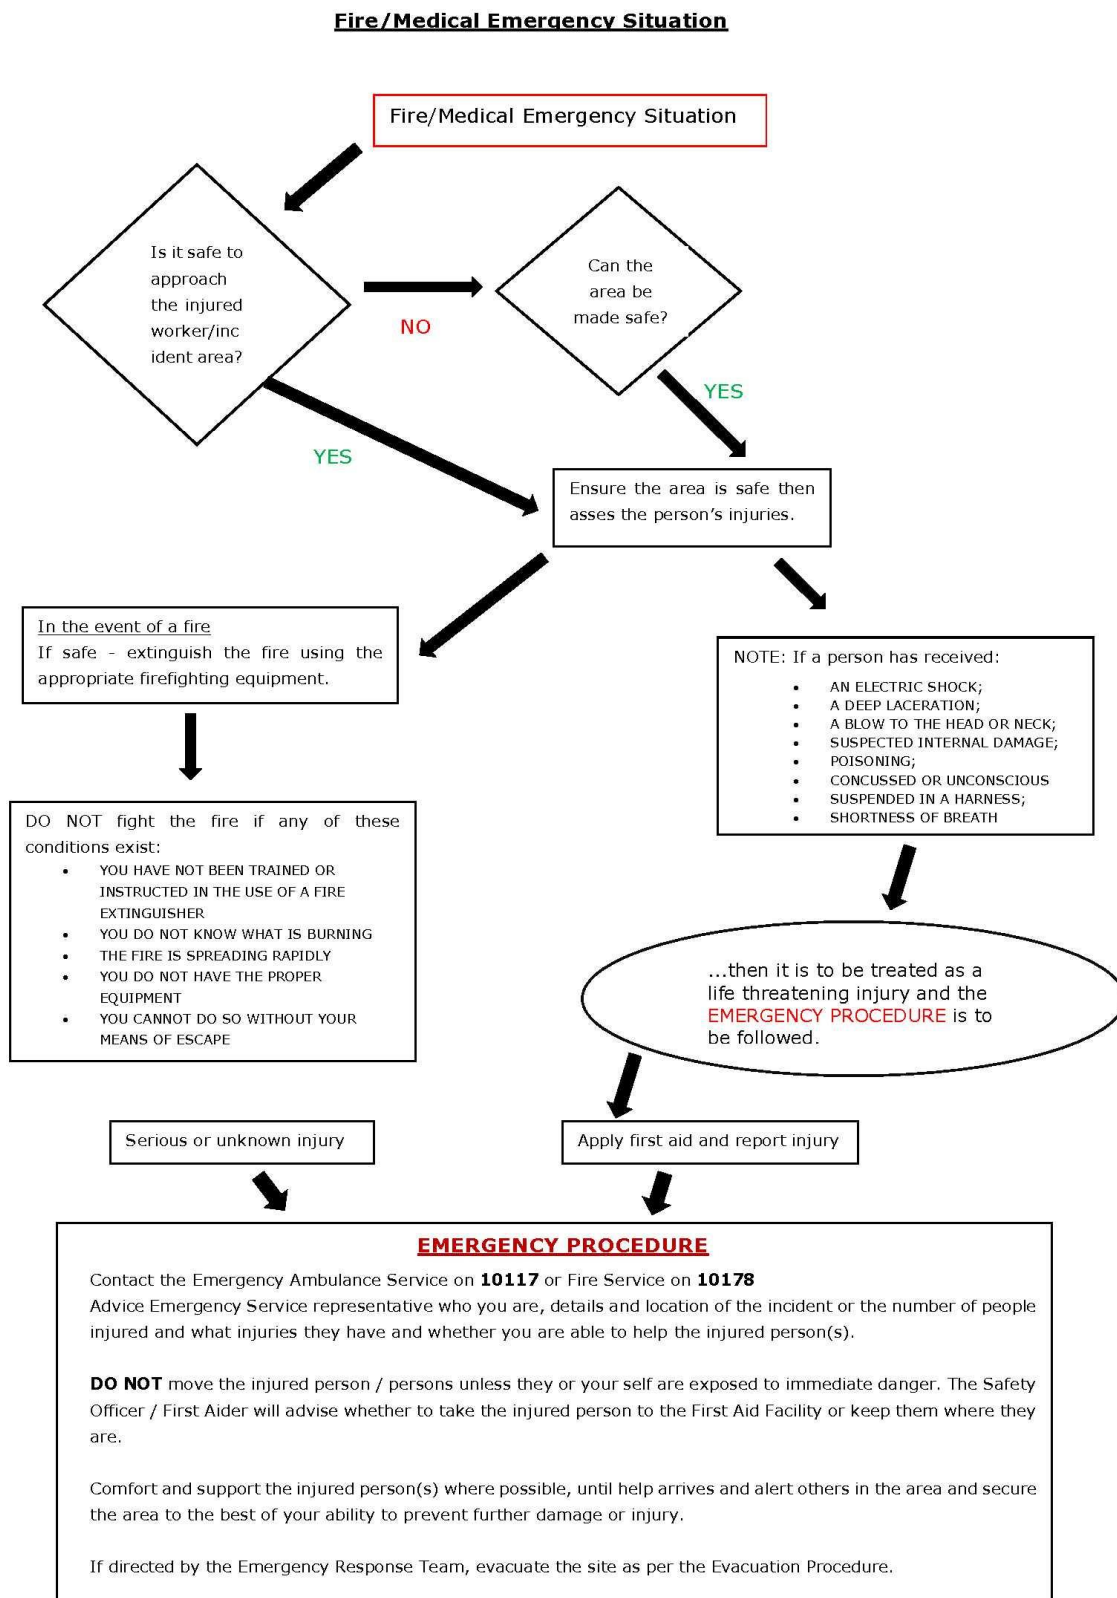 Fire/Medical Emergency Situation
Fire/Medical Emergency Situation
Is it safe to
approach
the injured
worker/inc
ident area?
NO
Can the
area be
made safe?
YES
YES
Ensure the area is safe then
asses the person's injuries.
In the event of a fire
If safe - extinguish the fire using the
appropriate firefighting equipment.
NOTE: If a person has received:
• AN ELECTRIC SHOCK;
• A DEEP LACERATION;
• A BLOW TO THE HEAD OR NECK;
• SUSPECTED INTERNAL DAMAGE;
• POISONING;
• CONCUSSED OR UNCONSCIOUS
• SUSPENDED IN A HARNESS;
• SHORTNESS OF BREATH
DO NOT fight the fire if any of these
conditions exist:
• YOU HAVE NOT BEEN TRAINED OR
INSTRUCTED IN THE USE OF A FIRE
EXTINGUISHER
• YOU DO NOT KNOW WHAT IS BURNING
• THE FIRE IS SPREADING RAPIDLY
• YOU DO NOT HAVE THE PROPER
EQUIPMENT
• YOU CANNOT DO SO WITHOUT YOUR
MEANS OF ESCAPE
...then it is to be treated as a
life threatening injury and the
EMERGENCY PROCEDURE is to
be followed.
Serious or unknown injury
Apply first aid and report injury
EMERGENCY PROCEDURE
Contact the Emergency Ambulance Service on 10117 or Fire Service on 10178
Advice Emergency Service representative who you are, details and location of the incident or the number of people
injured and what injuries they have and whether you are able to help the injured person(s).
DO NOT move the injured person / persons unless they or your self are exposed to immediate danger. The Safety
Officer / First Aider will advise whether to take the injured person to the First Aid Facility or keep them where they
are.
Comfort and support the injured person(s) where possible, until help arrives and alert others in the area and secure
the area to the best of your ability to prevent further damage or injury.
If directed by the Emergency Response Team, evacuate the site as per the Evacuation Procedure.